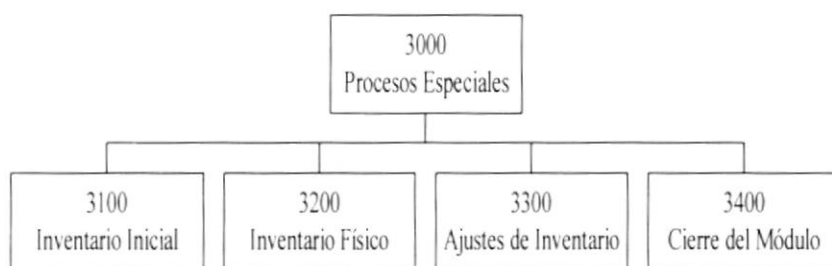 3000
Procesos Especiales
3100
Inventario Inicial
3200
Inventario Físico
3300
Ajustes de Inventario
3400
Cierre del Módulo